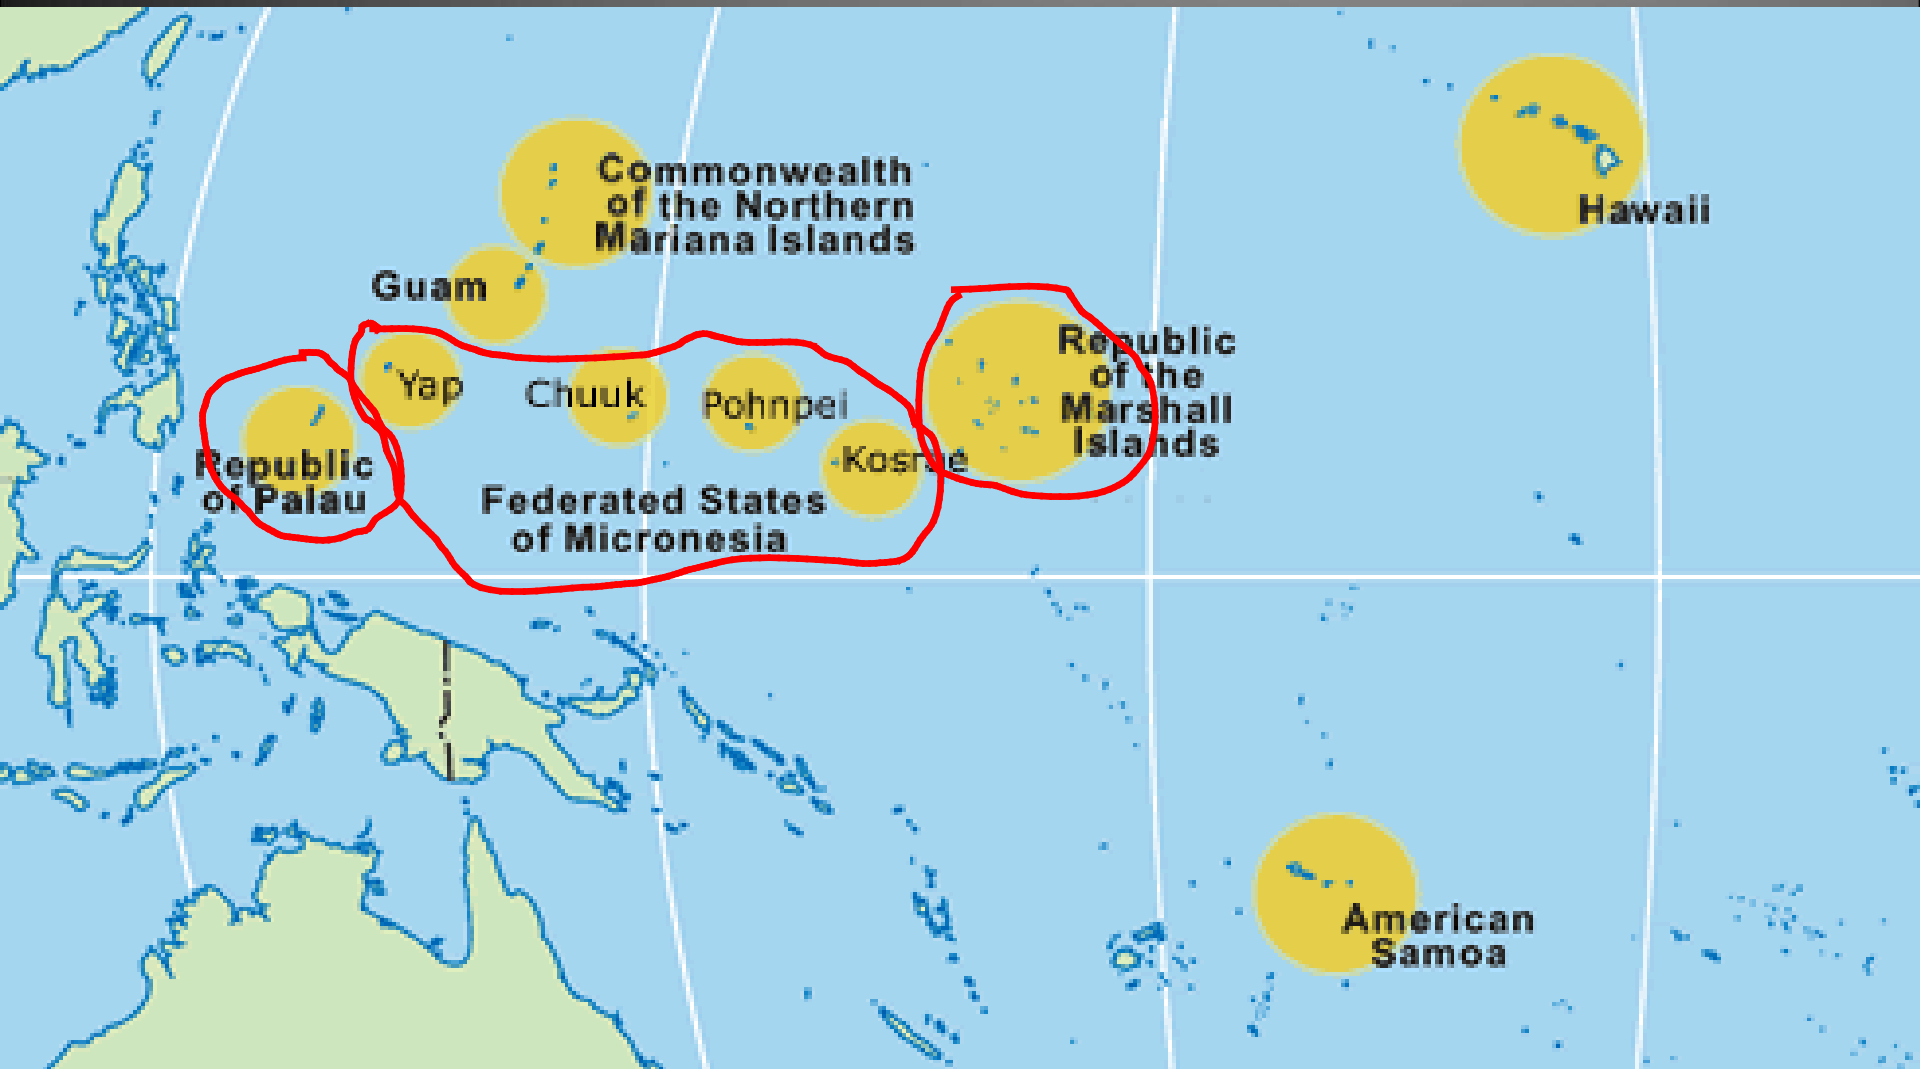 Commonwealth
of the Northern
Mariana Islands
Hawaii
Guam
Republic
of the
Marshall
Islands
Yap
Chuuk
Pohnpei
Kosrae
Republic
of Palau
Federated States
of Micronesia
American
Samoa